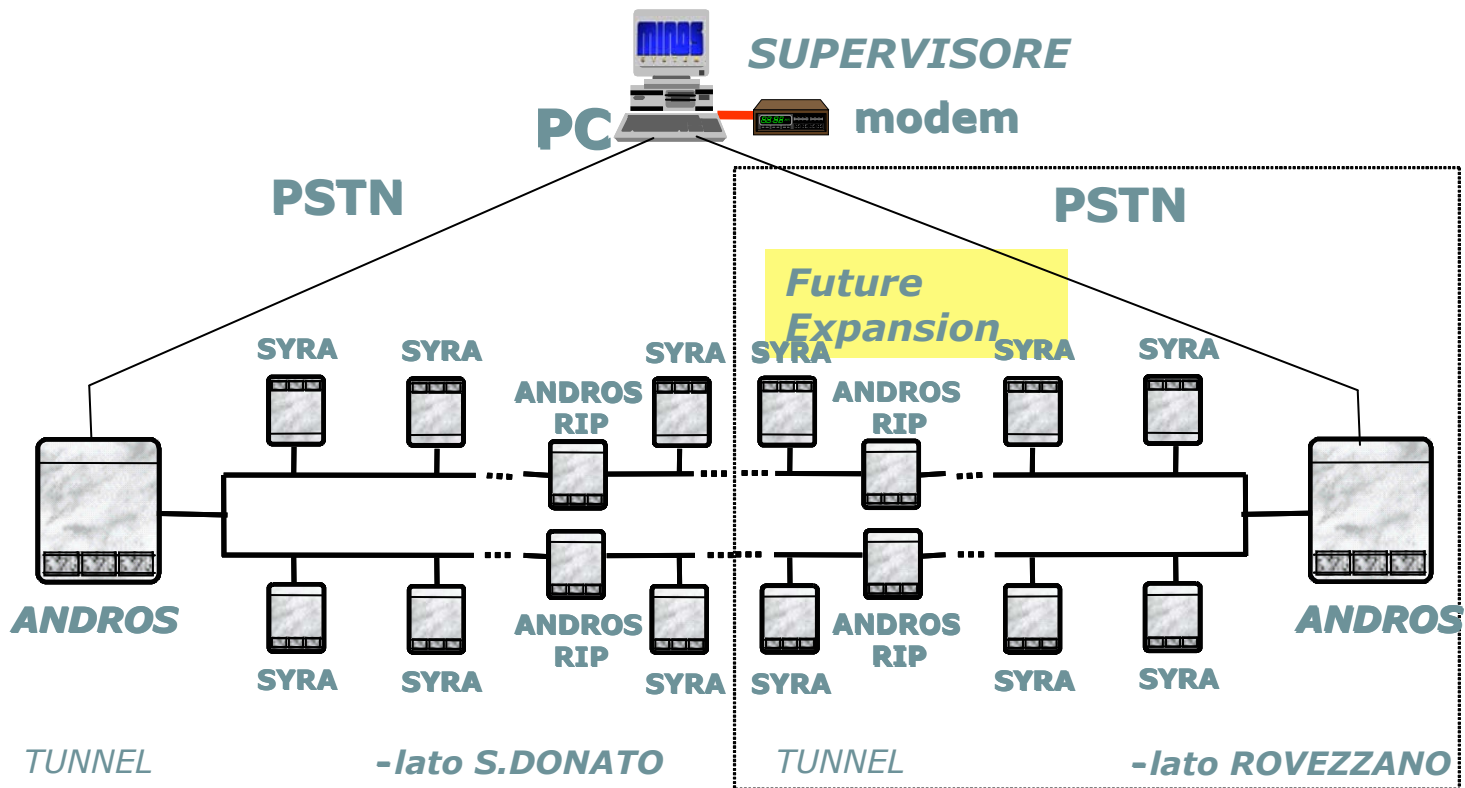 MINOS
SUPERVISORE
PC
modem
PSTN
PSTN
Future
Expansion
SYRA
SYRA
SYRA
SYRA
SYRA
SYRA
ANDROS
RIP
ANDROS
RIP
ANDROS
ANDROS
ANDROS
RIP
ANDROS
RIP
SYRA
SYRA
SYRA
SYRA
SYRA
SYRA
TUNNEL
-lato S.DONATO
TUNNEL
-lato ROVEZZANO